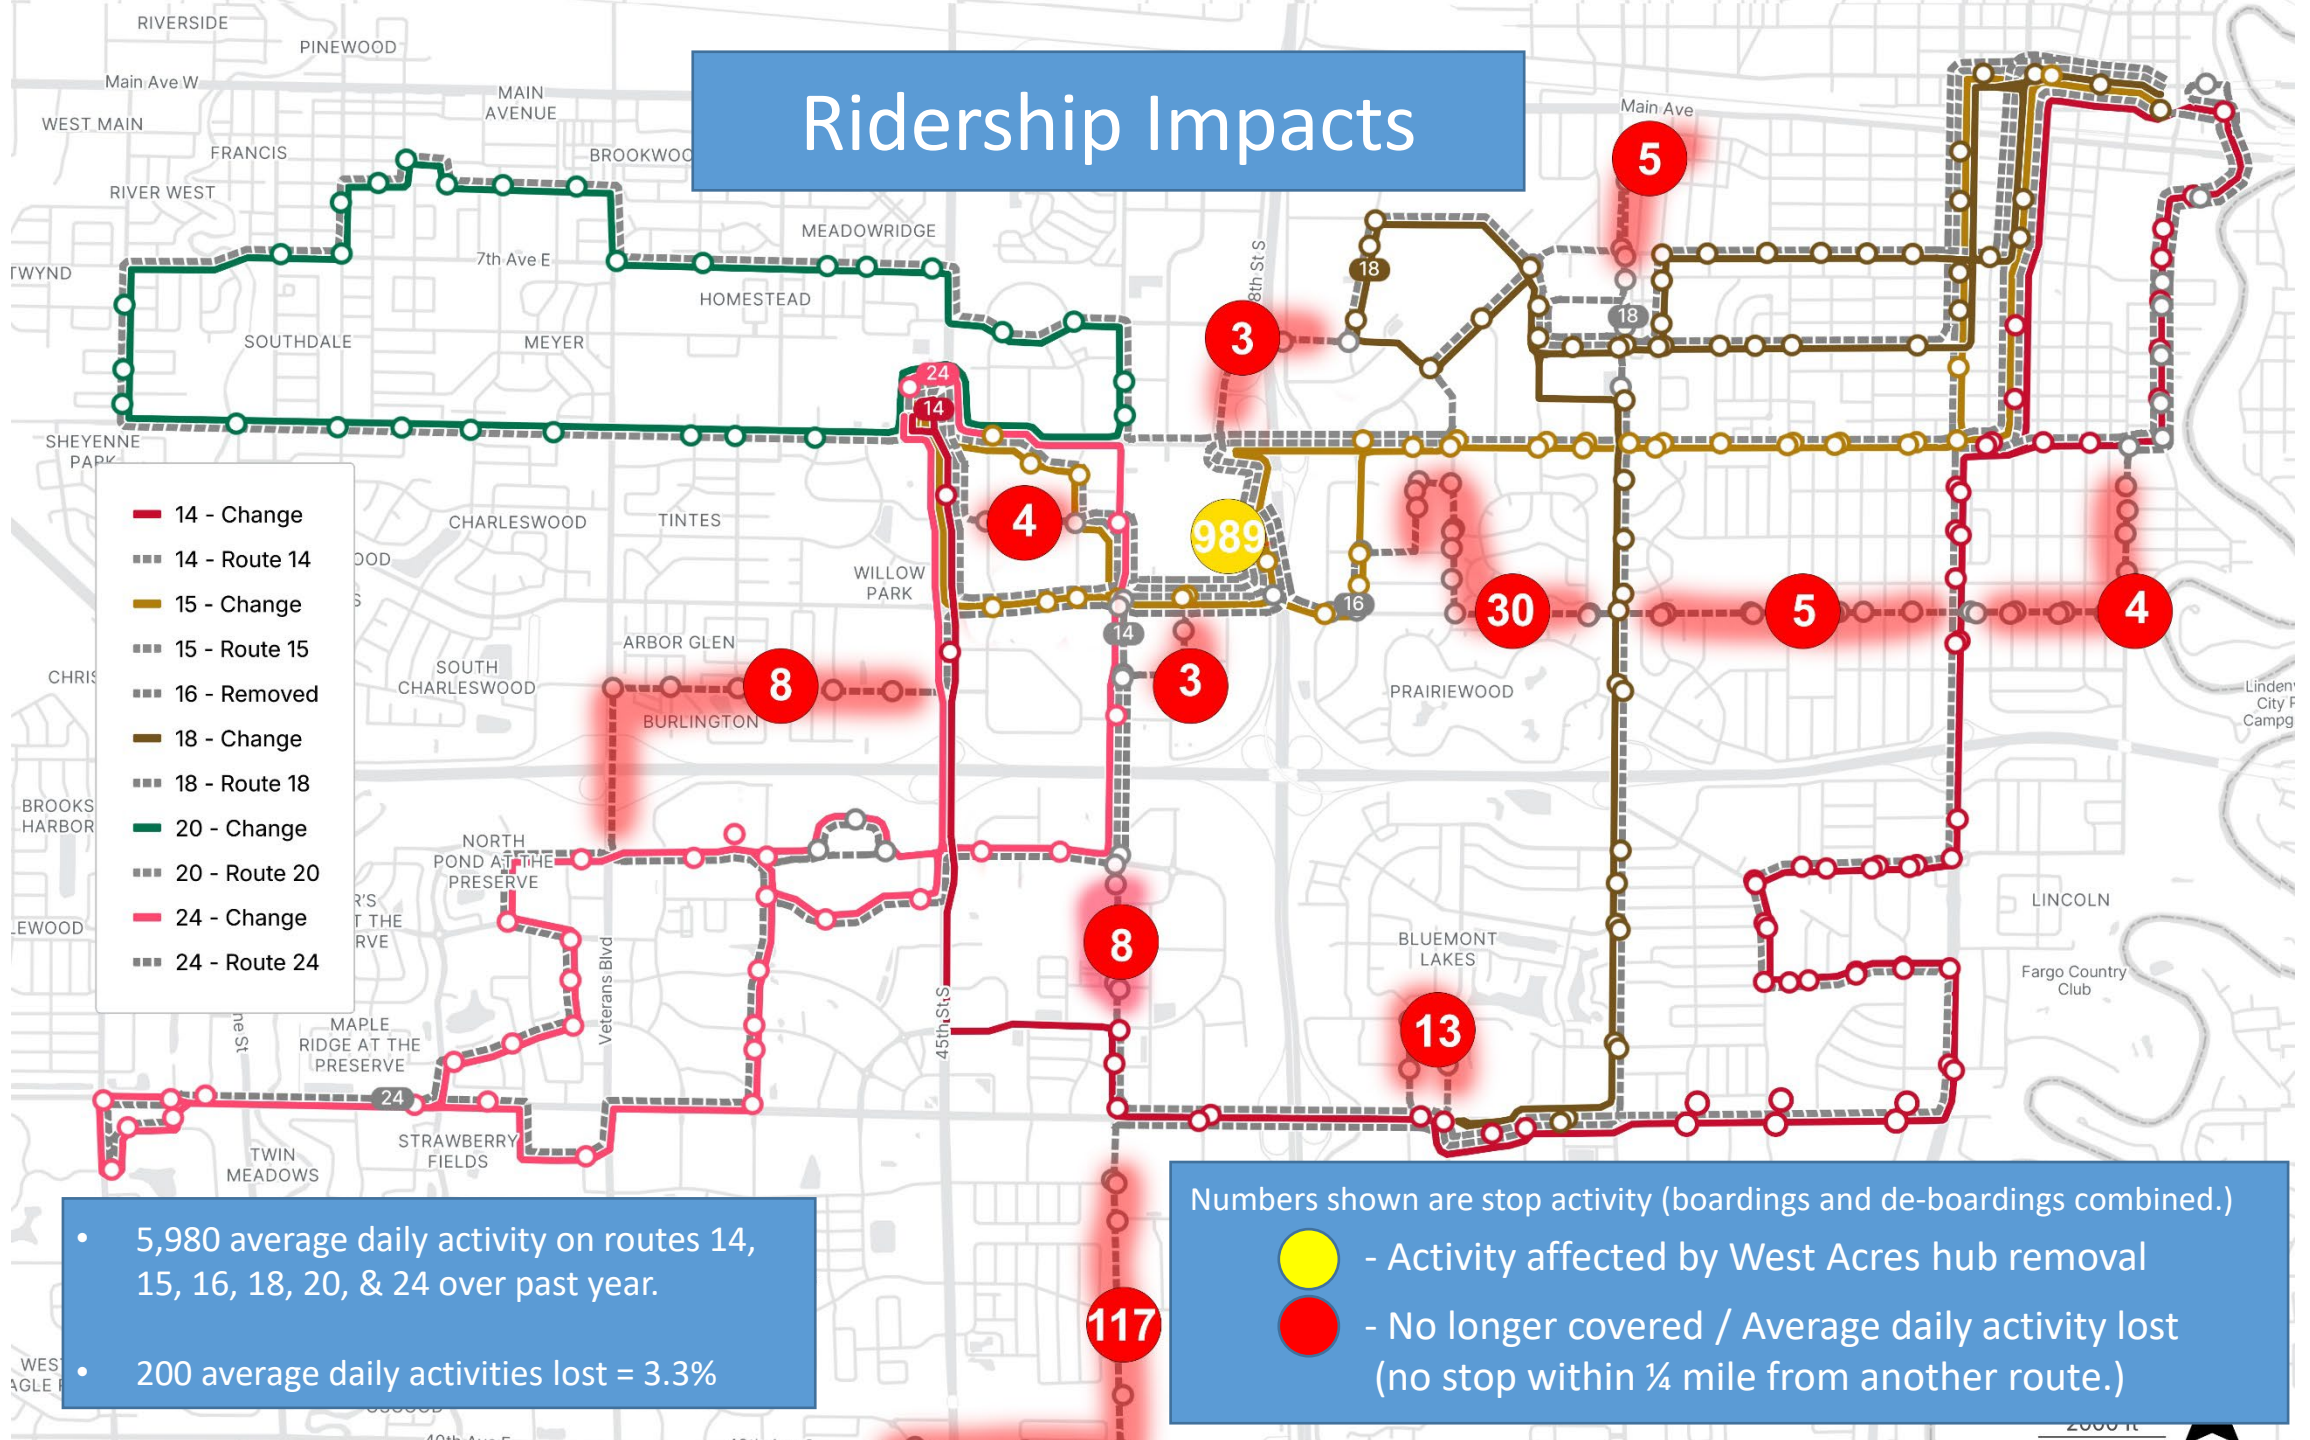 RIVERSIDE
PINEWOOD
Main Ave W
MAIN
AVENUE
WEST MAIN
FRANCIS
RIVER WEST
Ridership Impacts
Main Ave
5
MEADOWRIDGE
7th Ave E
HOMESTEAD
SOUTHDALE
MEYER
8th St S
18
18
3
24
14
SHEYENNE
PARK
14 - Change
14 - Route 14
15 - Change
15 - Route 15
16 - Removed
18 - Change
18 - Route 18
20 - Change
20 - Route 20
24 - Change
24 - Route 24
CHARLESWOOD
TINTES
4
989
WILLOW
PARK
16
30
5
4
14
ARBOR GLEN
SOUTH
CHARLESWOOD
8
BURLINGTON
3
PRAIRIEWOOD
City
BROOKS
HARBOR
NORTH
POND AT THE
PRESERVE
LINCOLN
8
BLUEMONT
LAKES
Fargo Country
Club
Veterans Blvd
45th St S
13
MAPLE
RIDGE AT THE
PRESERVE
24
STRAWBERRY
FIELDS
TWIN
MEADOWS
117
• 5,980 average daily activity on routes 14,
15, 16, 18, 20, & 24 over past year.
• 200 average daily activities lost = 3.3%
Numbers shown are stop activity (boardings and de-boardings combined.)
- Activity affected by West Acres hub removal
- No longer covered / Average daily activity lost
(no stop within ¼ mile from another route.)